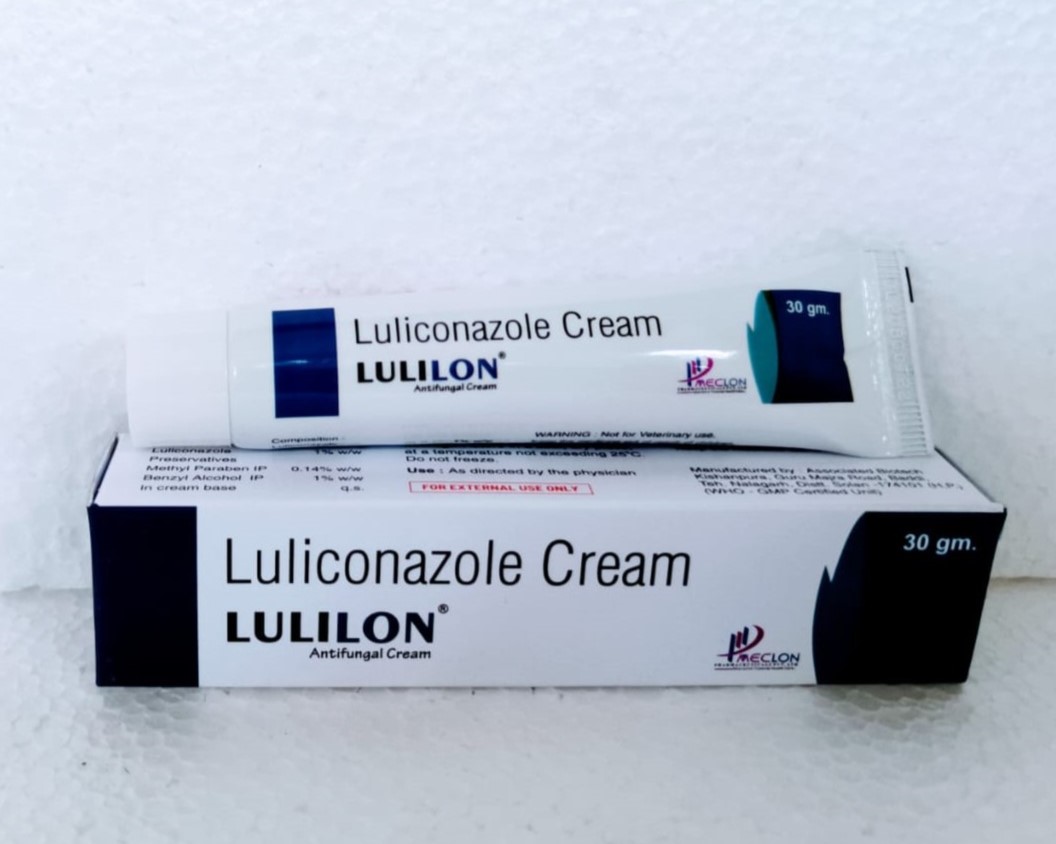 Luliconazole Cream
LULILON®
Antifungal Cream
30 gm.
MECLON
Composition :
WARNING : Not for Veterinary use.
Luliconazole 1% w/w
Preservatives
Methyl Paraben IP 0.14% w/w
Benzyl Alcohol IP 1% w/w
In cream base q.s.
at a temperature not exceeding 25°C.
Do not freeze.
Use : As directed by the physician
FOR EXTERNAL USE ONLY
Manufactured by : Associated Biotech
Kishanpura, Guru Majra Road, Baddi,
Teh. Nalagarh, Distt. Solan -174101 (H.P.)
(WHO - GMP Certified Unit)
Luliconazole Cream
LULILON®
Antifungal Cream
30 gm.
MECLON